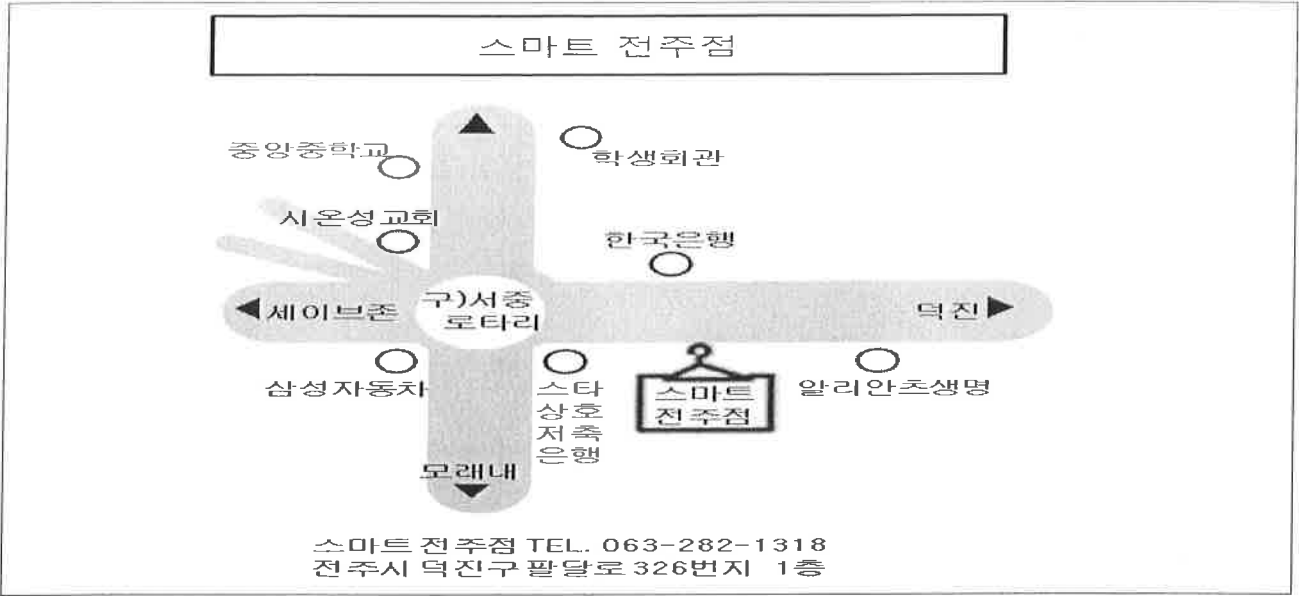 스마트 전주점
중앙중학교
학생회관
시온성교회
한국은행
◀세이브존
구)서중
로타리
덕진▶
삼성자동차
스타
상호
저축
은행
스마트
전주점
알리안츠생명
모래내
스마트 전주점 TEL. 063-282-1318
전주시 덕진구 팔달로 326번지 1층